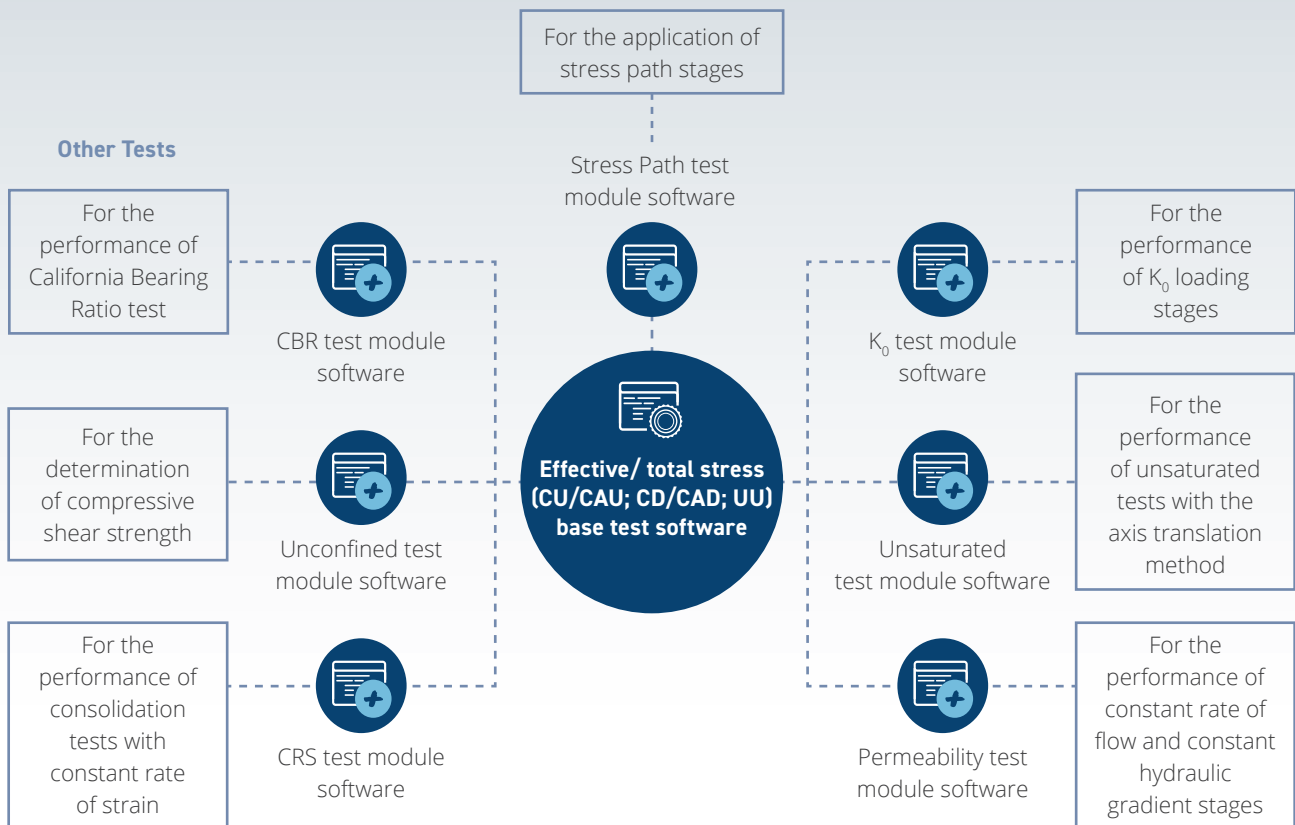 For the application of
stress path stages
Other Tests
Stress Path test
module software
For the
performance of
California Bearing
Ratio test
CBR test module
software
For the
performance
of K₀ loading
stages
K₀ test module
software
Effective/ total stress
(CU/CAU; CD/CAD; UU)
base test software
For the
determination
of compressive
shear strength
Unconfined test
module software
For the
performance
of unsaturated
tests with the
axis translation
method
Unsaturated
test module software
For the
performance of
consolidation
tests with
constant rate
of strain
CRS test module
software
For the
performance of
constant rate of
flow and constant
hydraulic
gradient stages
Permeability test
module software